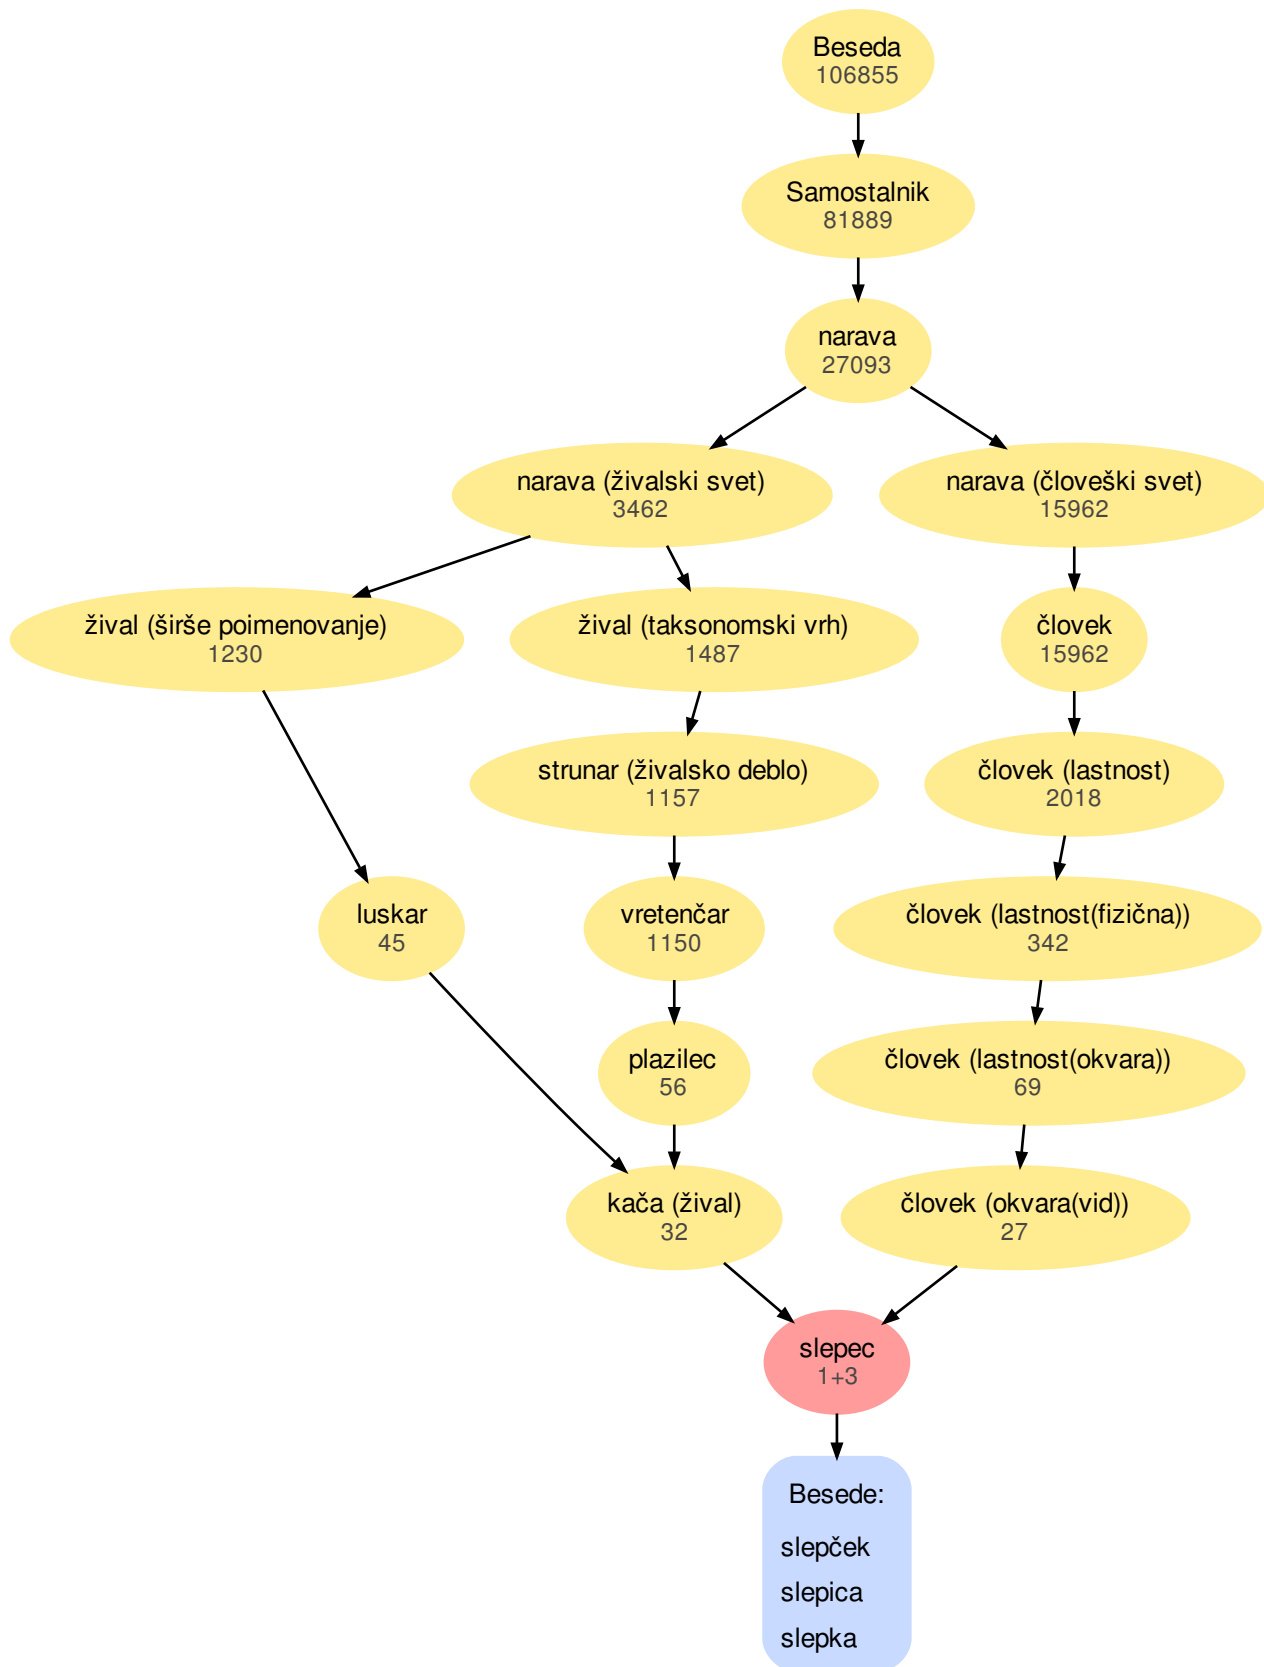 Beseda
106855
Samostalnik
81889
narava
27093
narava (živalski svet)
3462
narava (človeški svet)
15962
žival (širše poimenovanje)
1230
žival (taksonomski vrh)
1487
človek
15962
strunar (živalsko deblo)
1157
človek (lastnost)
2018
luskar
45
vretenčar
1150
človek (lastnost(fizična))
342
plazilec
56
človek (lastnost(okvara))
69
kača (žival)
32
človek (okvara(vid))
27
slepec
1+3
Besede:
slepček
slepica
slepka